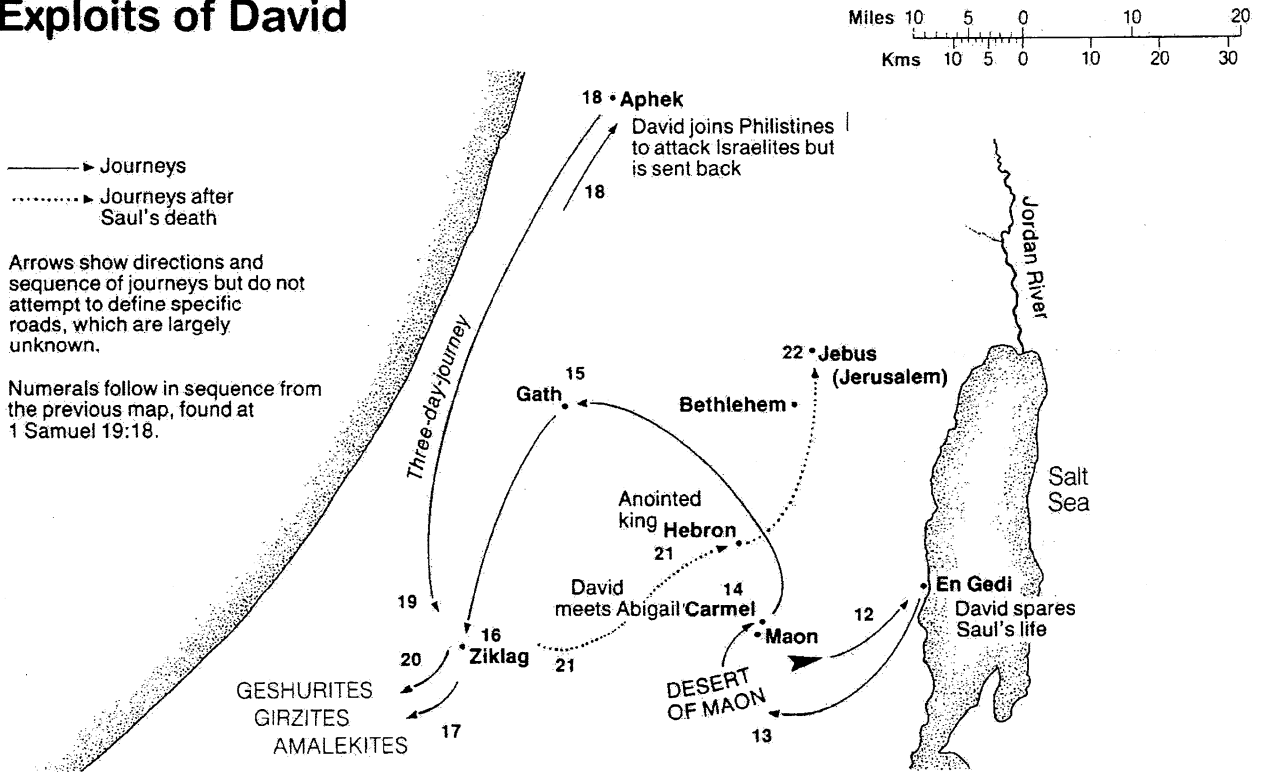 Exploits of David
Miles 10 5 0 10 20
Kms 10 5 0 10 20 30
18 Aphek
David joins Philistines
to attack Israelites but
is sent back
18
Journeys
Journeys after
Saul's death
Arrows show directions and
sequence of journeys but do not
attempt to define specific
roads, which are largely
unknown.
Numerals follow in sequence from
the previous map, found at
1 Samuel 19:18.
Jordan River
Three-day-journey
22 Jebus
(Jerusalem)
15
Gath
Bethlehem
Salt
Sea
Anointed
king
Hebron
21
David
meets Abigail
14
Carmel
Maon
12
En Gedi
David spares
Saul's life
19
16
Ziklag
20
21
GESHURITES
GIRZITES
AMALEKITES
17
DESERT
OF MAON
13